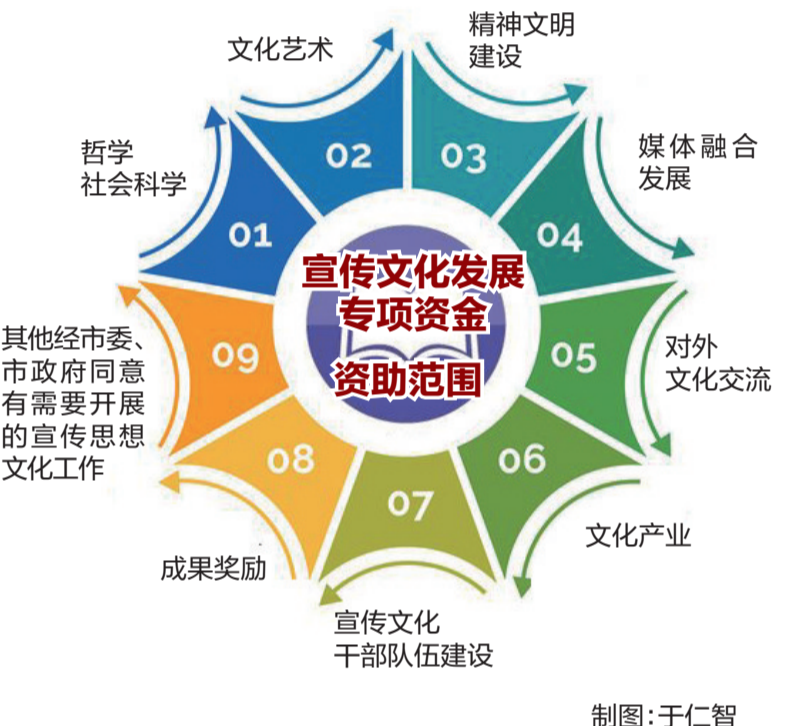 宣传文化发展
专项资金
资助范围
01
哲学
社会科学
02
文化艺术
03
精神文明
建设
04
媒体融合
发展
05
对外
文化交流
06
文化产业
07
宣传文化
干部队伍建设
08
成果奖励
09
其他经市委、
市政府同意
有需要开展
的宣传思想
文化工作
制图:于仁智